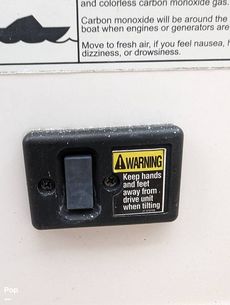 and colorless carbon monoxide gas.
Carbon monoxide will be around the
boat when engines or generators are
Move to fresh air, if you feel nausea, h
dizziness, or drowsiness.
WARNING
Keep hands
and feet
away from
drive unit
when tilting
Pop